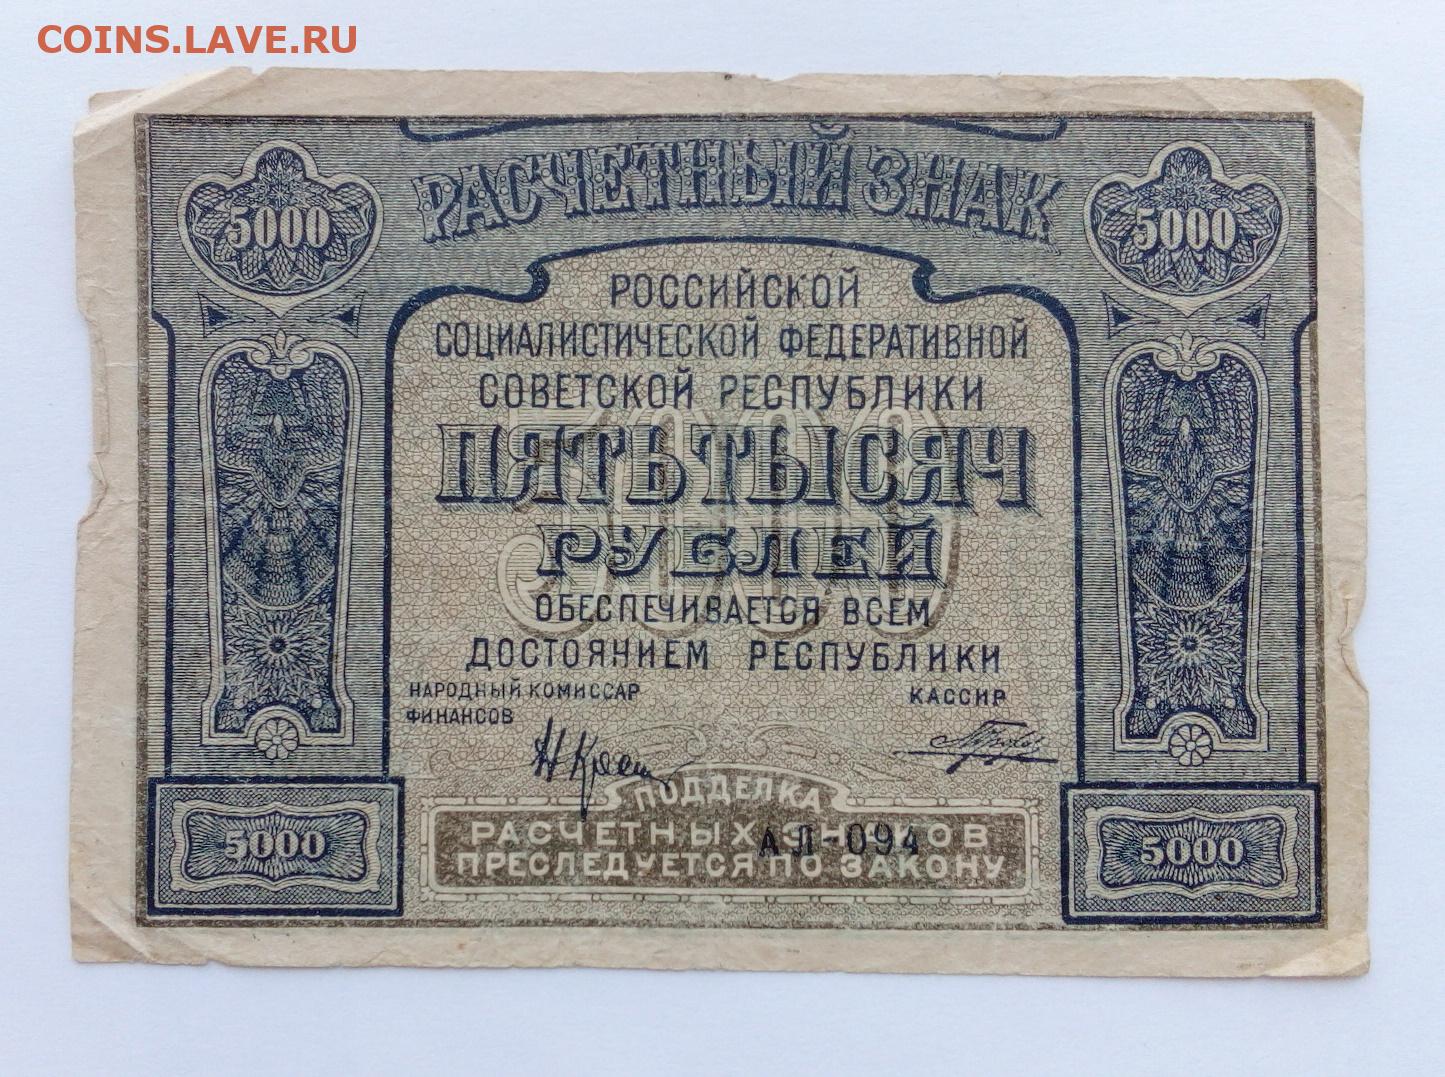 COINS.LAVE.RU
РАСЧЕТНЫЙ ЗНАК
5000 5000
РОССИЙСКОЙ
СОЦИАЛИСТИЧЕСКОЙ ФЕДЕРАТИВНОЙ
СОВЕТСКОЙ РЕСПУБЛИКИ
5000
ПЯТЬ ТЫСЯЧ
РУБЛЕЙ
ОБЕСПЕЧИВАЕТСЯ ВСЕМ
ДОСТОЯНИЕМ РЕСПУБЛИКИ
НАРОДНЫЙ КОМИССАР
ФИНАНСОВ
КАССИР
ПОДДЕЛКА
РАСЧЕТНЫХ ЗНАКОВ
АЛ-094
ПРЕСЛЕДУЕТСЯ ПО ЗАКОНУ
5000 5000